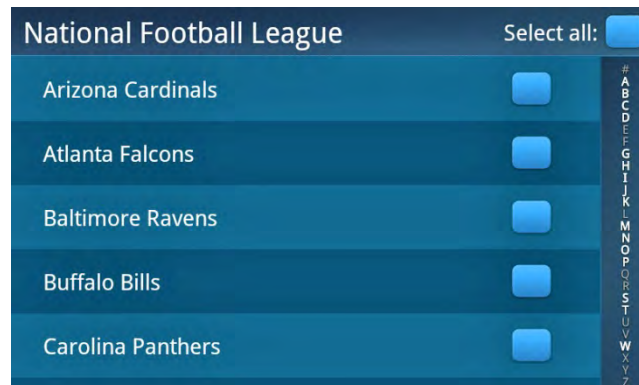 National Football League
Select all:
Arizona Cardinals
Atlanta Falcons
Baltimore Ravens
Buffalo Bills
Carolina Panthers
#
A
B
C
D
E
F
G
H
I
J
K
L
M
N
O
P
Q
R
S
T
U
V
W
X
Y
Z